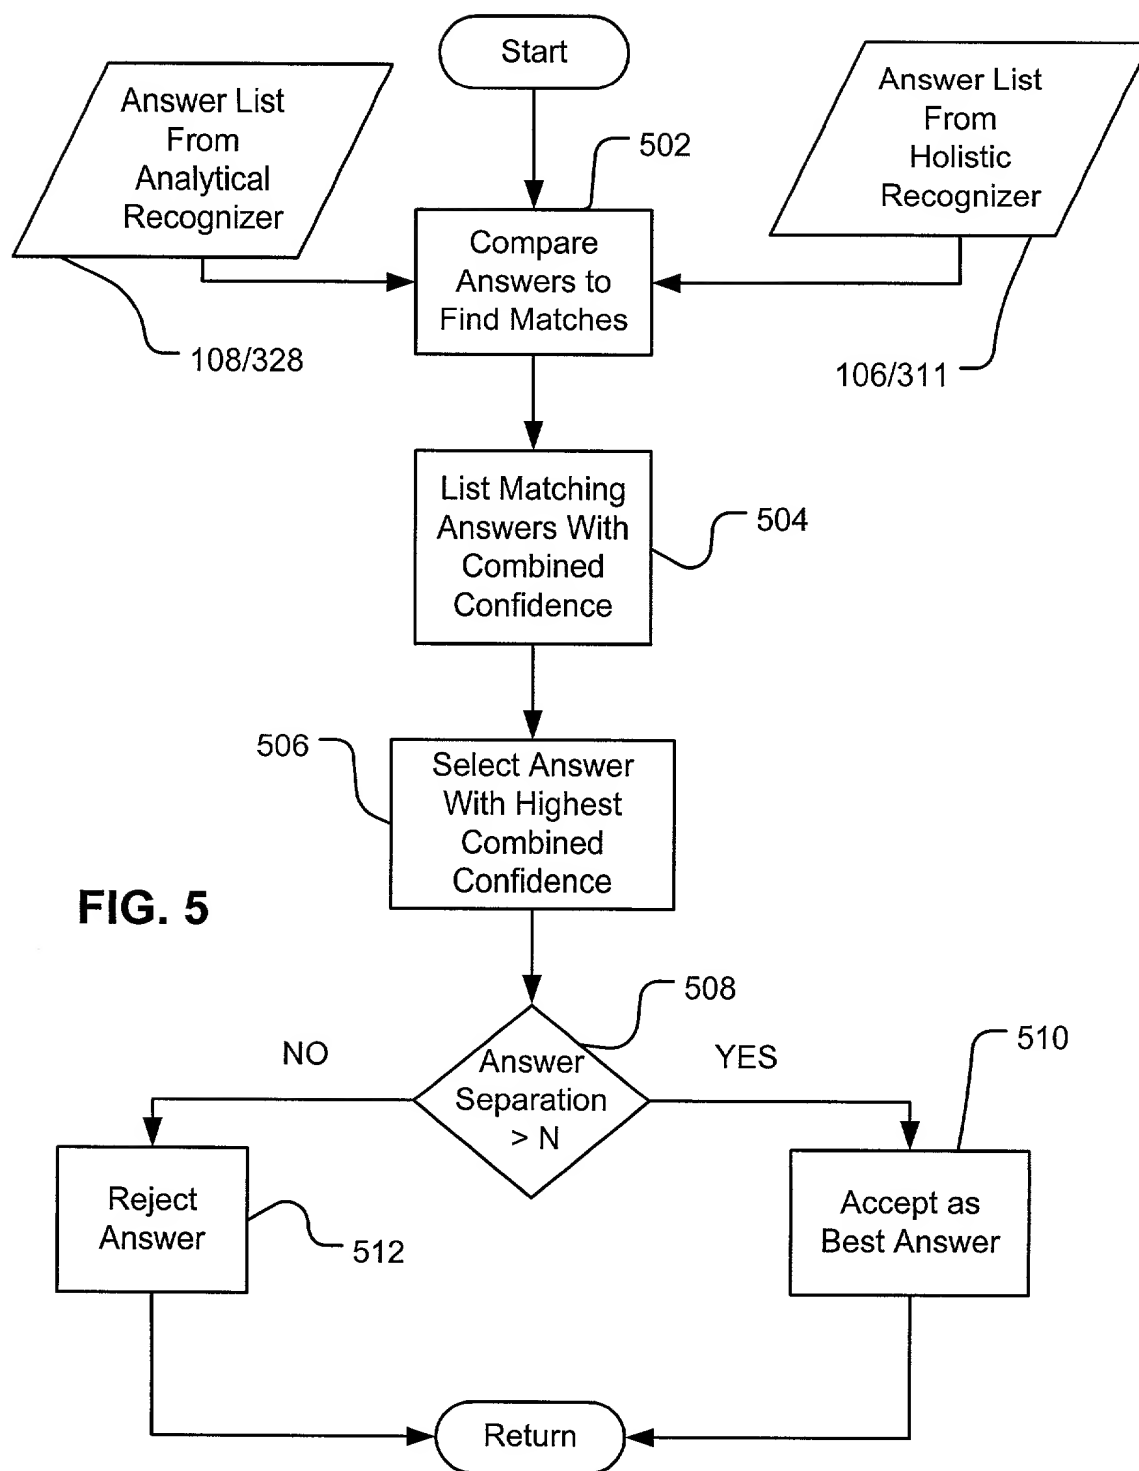 Start
Answer List
From
Analytical
Recognizer
Answer List
From
Holistic
Recognizer
502
Compare
Answers to
Find Matches
108/328
106/311
List Matching
Answers With
Combined
Confidence
504
506
Select Answer
With Highest
Combined
Confidence
FIG. 5
508
Answer
Separation
> N
NO
YES
510
Reject
Answer
512
Accept as
Best Answer
Return